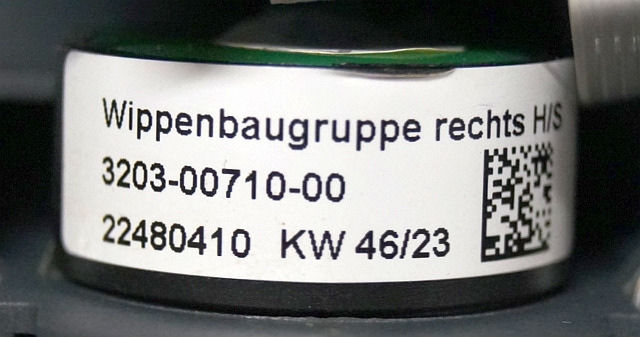 Wippenbaugruppe rechts H/S
3203-00710-00
22480410 KW 46/23